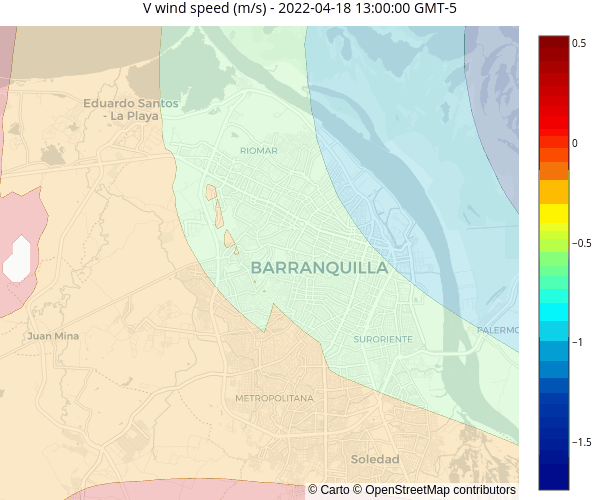 V wind speed (m/s) - 2022-04-18 13:00:00 GMT-5
0.5
Eduardo Santos
- La Playa
0
RIOMAR
−0.5
BARRANQUILLA
PALERMO
Juan Mina
SURORIENTE
−1
METROPOLITANA
−1.5
Soledad
© Carto © OpenStreetMap contributors